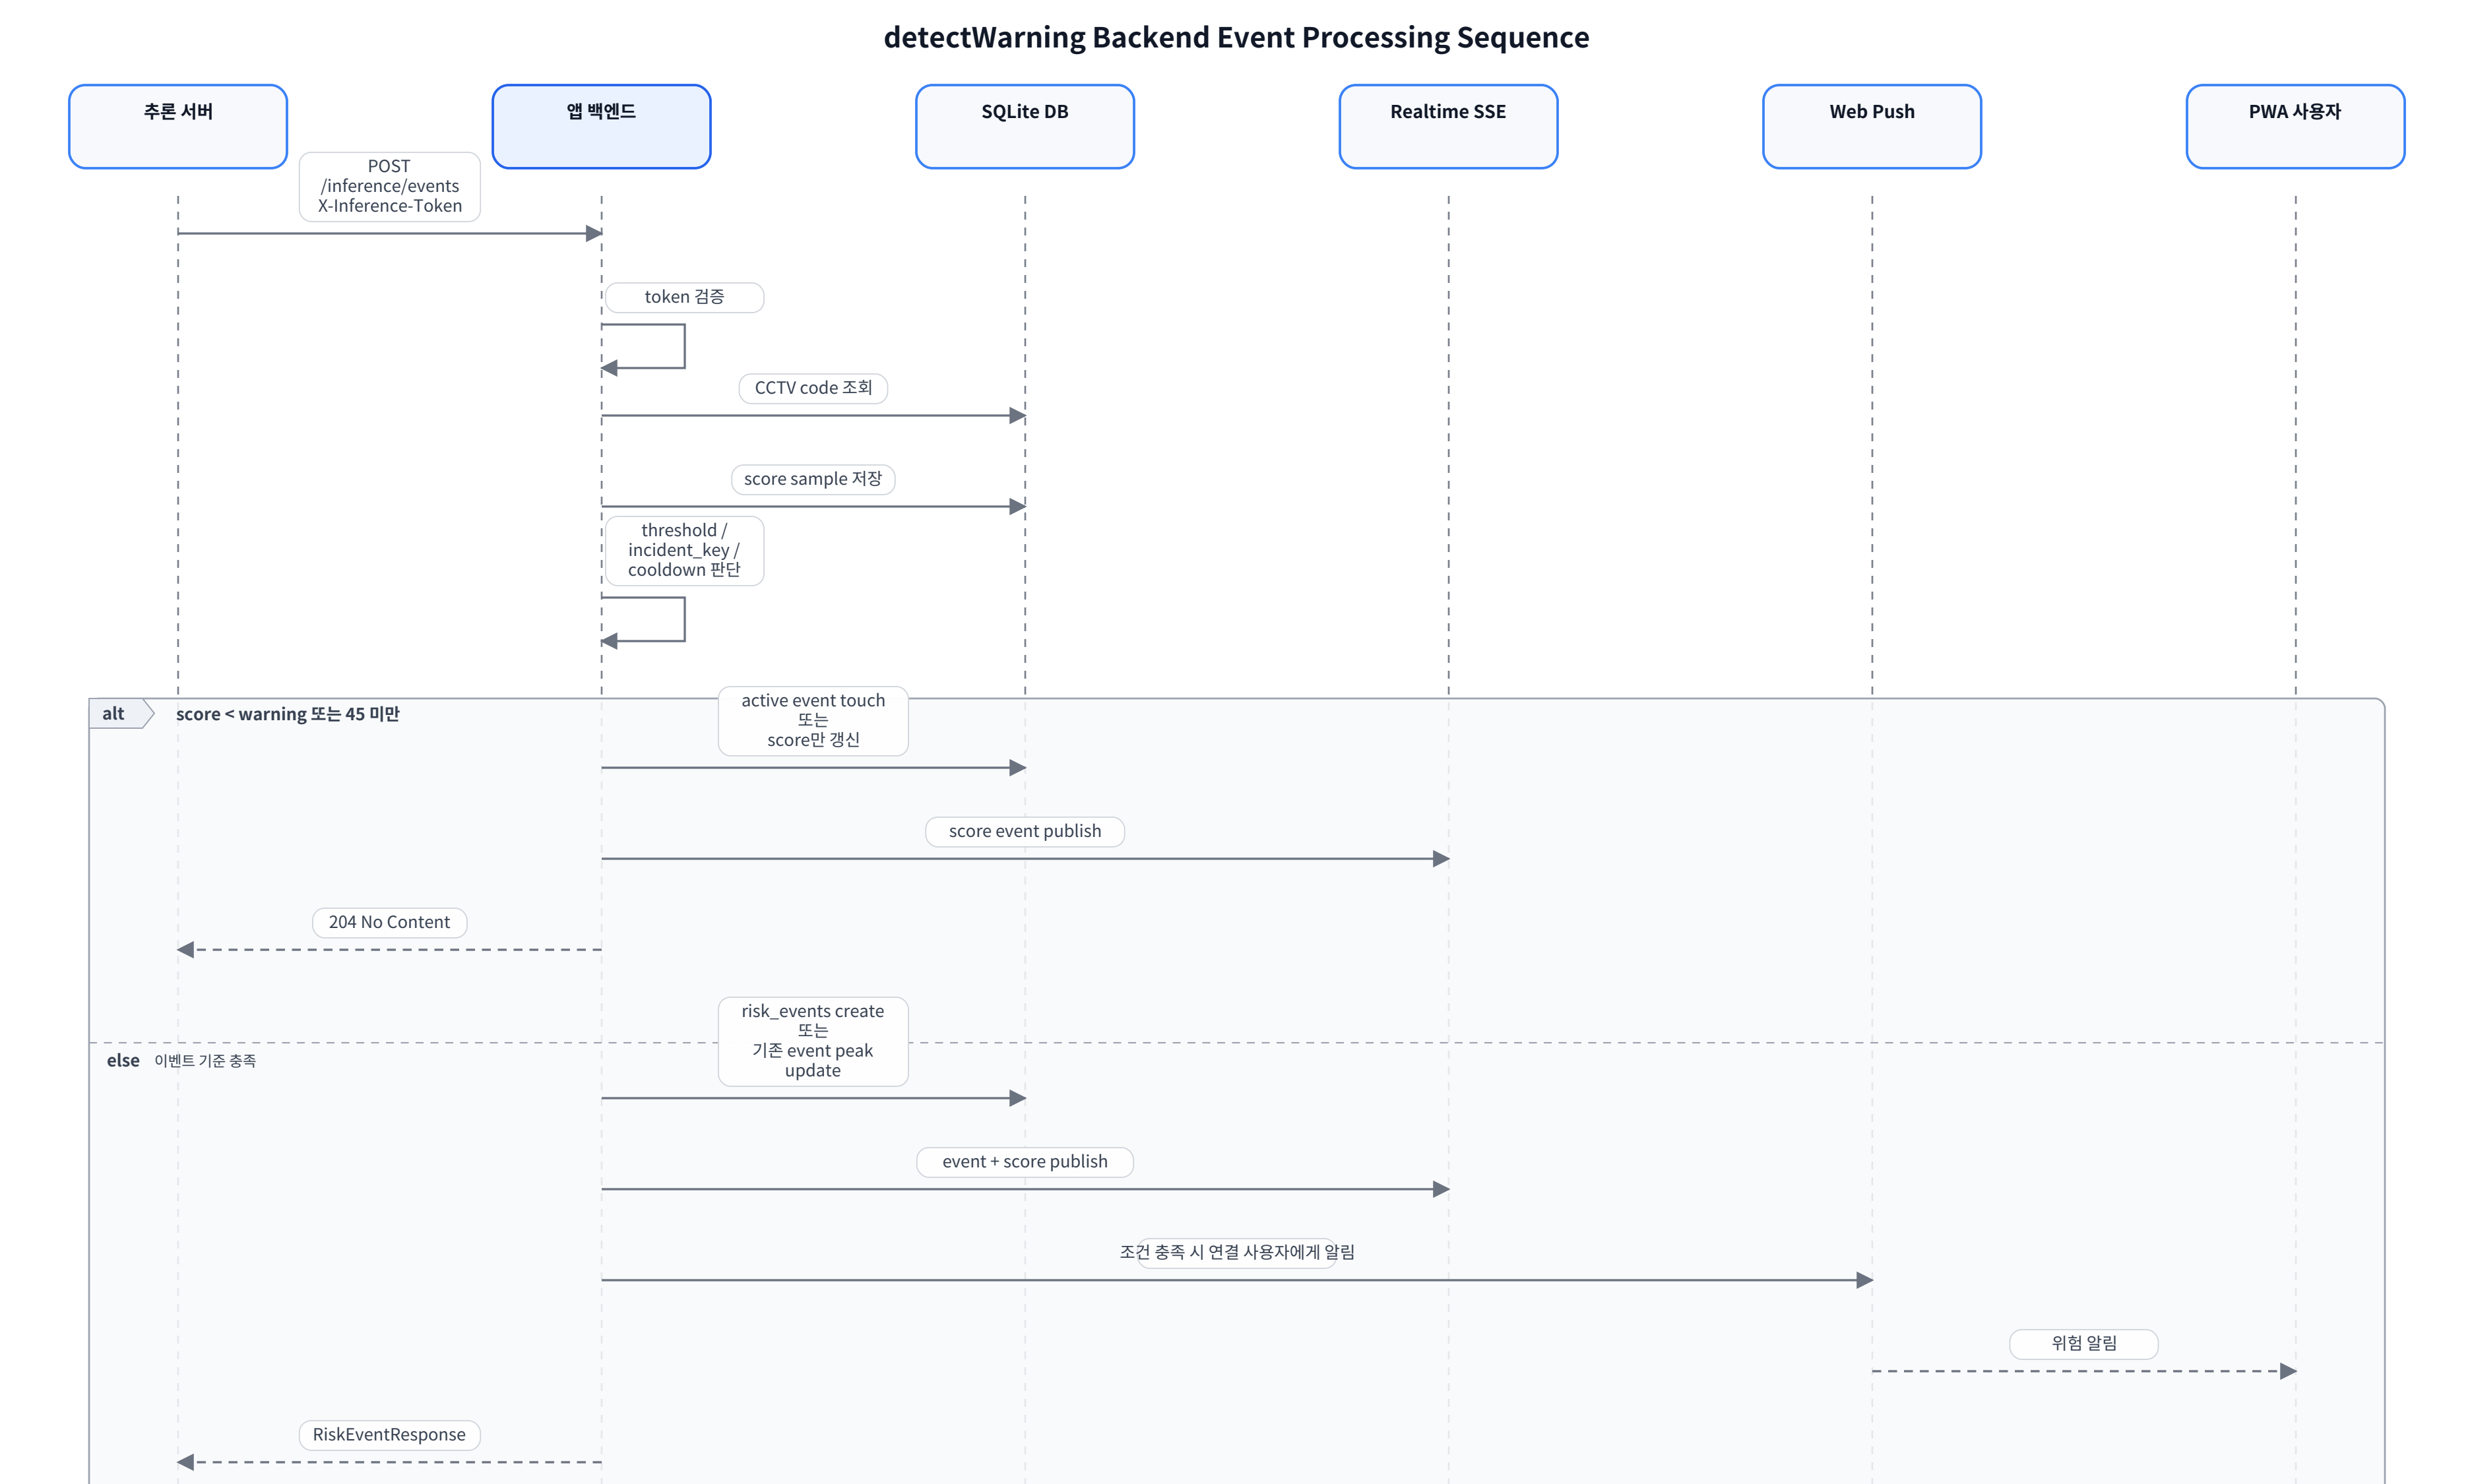 detectWarning Backend Event Processing Sequence
추론 서버
앱 백엔드
SQLite DB
Realtime SSE
Web Push
PWA 사용자
POST
/inference/events
X-Inference-Token
token 검증
CCTV code 조회
score sample 저장
threshold /
incident_key /
cooldown 판단
alt
score < warning 또는 45 미만
active event touch
또는
score만 갱신
score event publish
204 No Content
risk_events create
또는
기존 event peak
update
else
이벤트 기준 충족
event + score publish
조건 충족 시 연결 사용자에게 알림
위험 알림
RiskEventResponse